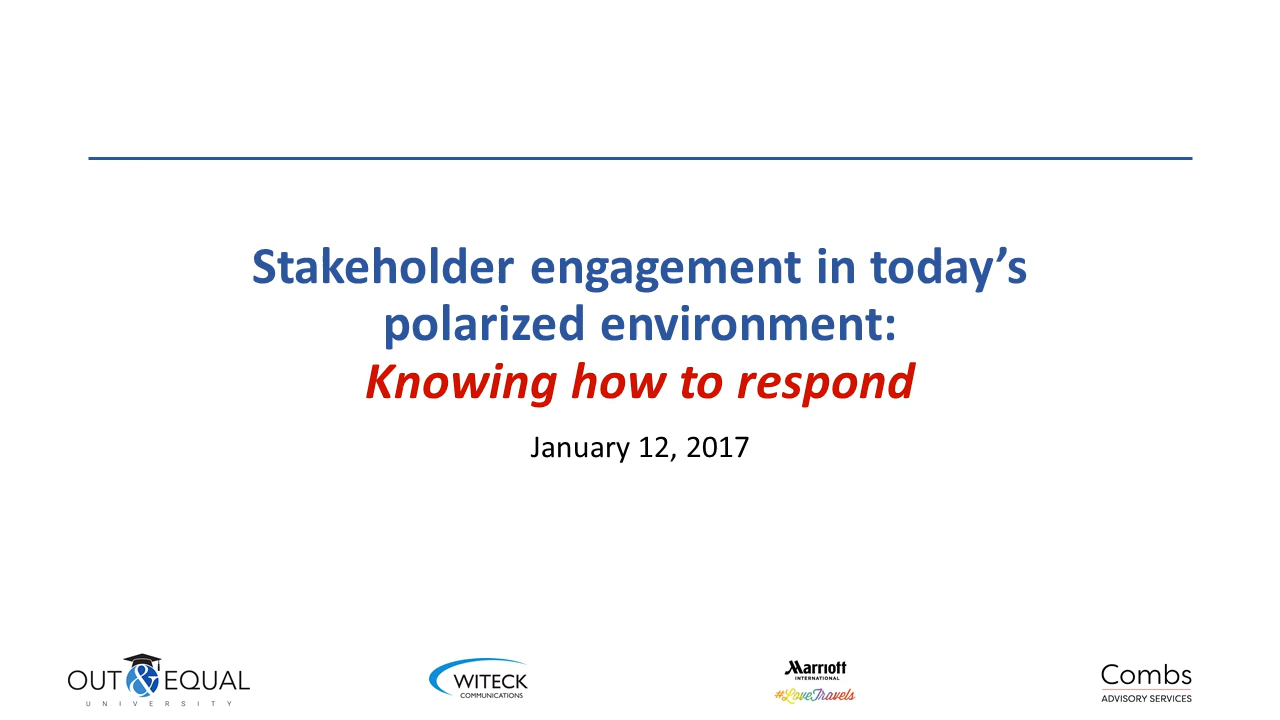 Stakeholder engagement in today’s
polarized environment:
Knowing how to respond
January 12, 2017
OUT & EQUAL
UNIVERSITY
WITECK
COMMUNICATIONS
Marriott
INTERNATIONAL
#LoveTravels
Combs
ADVISORY SERVICES